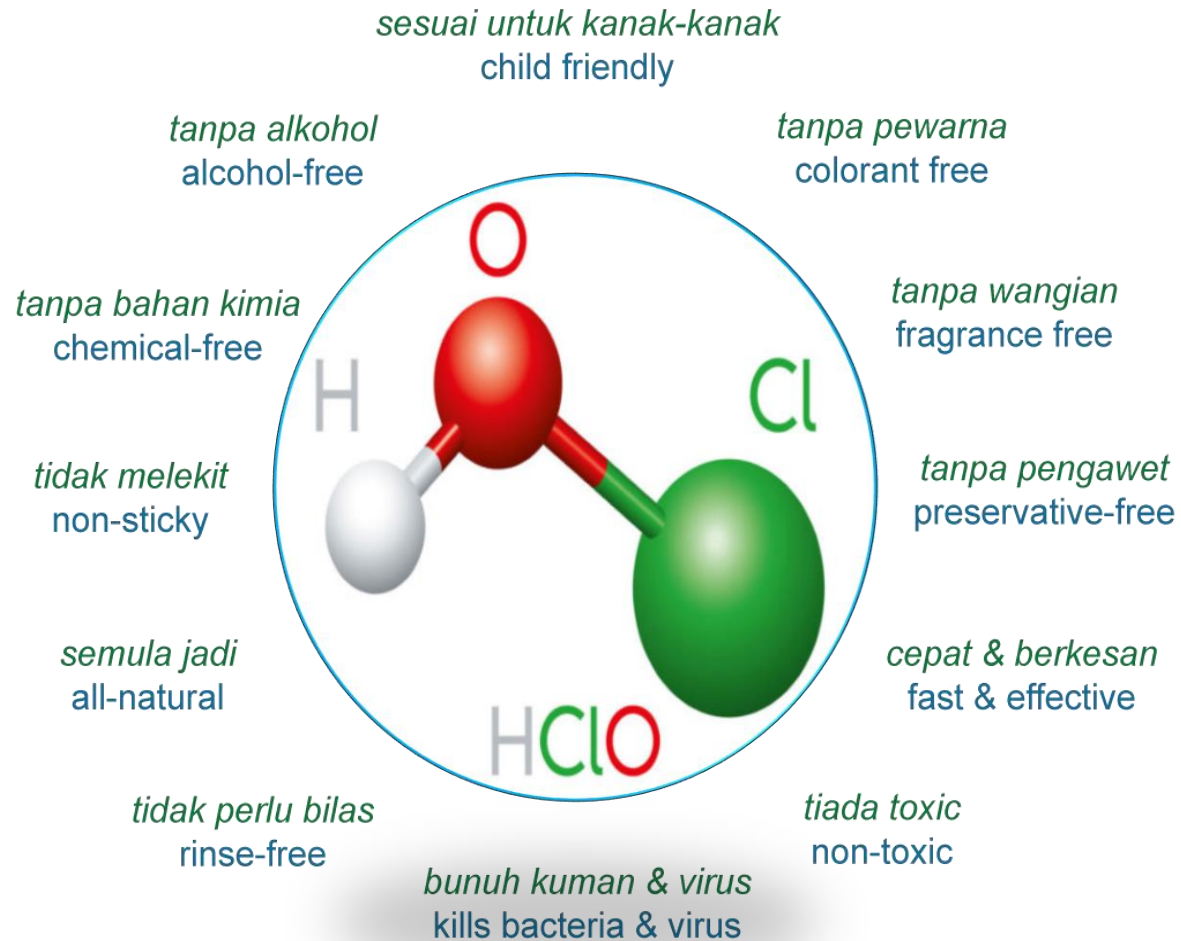 sesuai untuk kanak-kanak
child friendly
tanpa alkohol
alcohol-free
tanpa pewarna
colorant free
O
tanpa bahan kimia
chemical-free
tanpa wangian
fragrance free
H
Cl
tidak melekit
non-sticky
tanpa pengawet
preservative-free
semula jadi
all-natural
cepat & berkesan
fast & effective
HClO
tidak perlu bilas
rinse-free
tiada toxic
non-toxic
bunuh kuman & virus
kills bacteria & virus